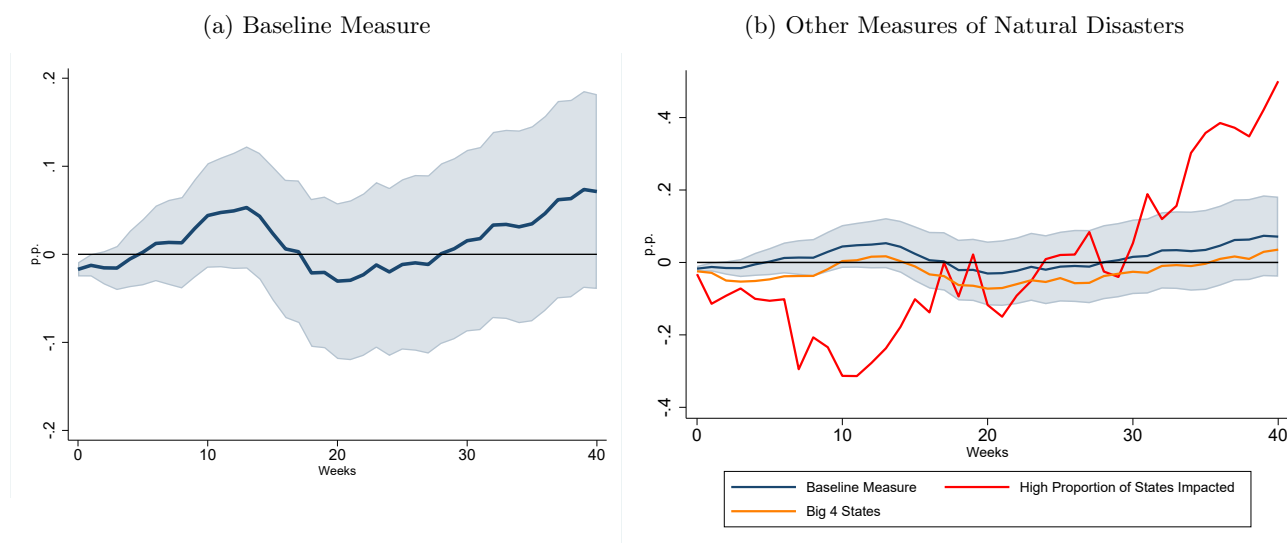 (a) Baseline Measure
.2
.1
0
-.1
-.2
p.p.
0 10 20 30 40
Weeks
(b) Other Measures of Natural Disasters
.4
.2
0
-.2
-.4
p.p.
0 10 20 30 40
Weeks
Baseline Measure High Proportion of States Impacted
Big 4 States